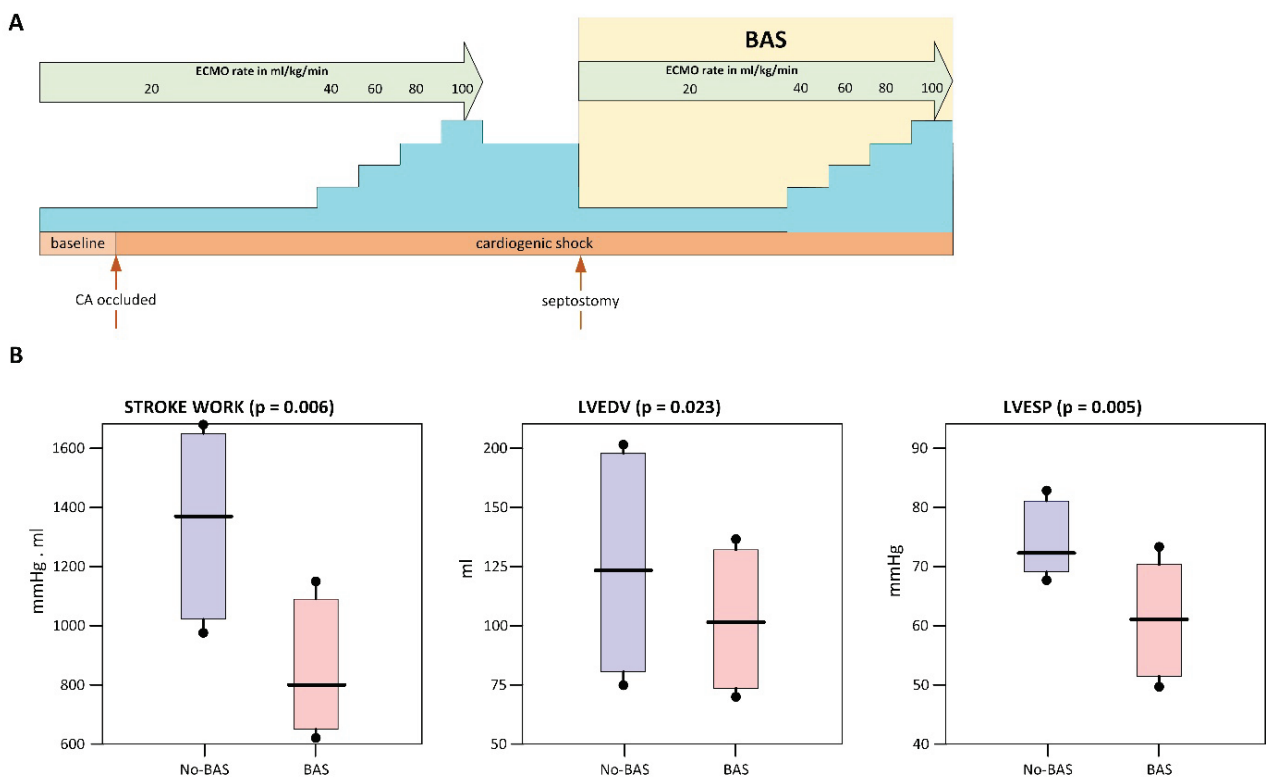 A
BAS
ECMO rate in ml/kg/min
20 40 60 80 100
ECMO rate in ml/kg/min
20 40 60 80 100
baseline
cardiogenic shock
CA occluded
septostomy
B
STROKE WORK (p = 0.006)
mmHg . ml
1600
1400
1200
1000
800
600
No-BAS BAS
LVEDV (p = 0.023)
ml
200
150
125
100
75
50
No-BAS BAS
LVESP (p = 0.005)
mmHg
90
80
70
60
50
40
No-BAS BAS